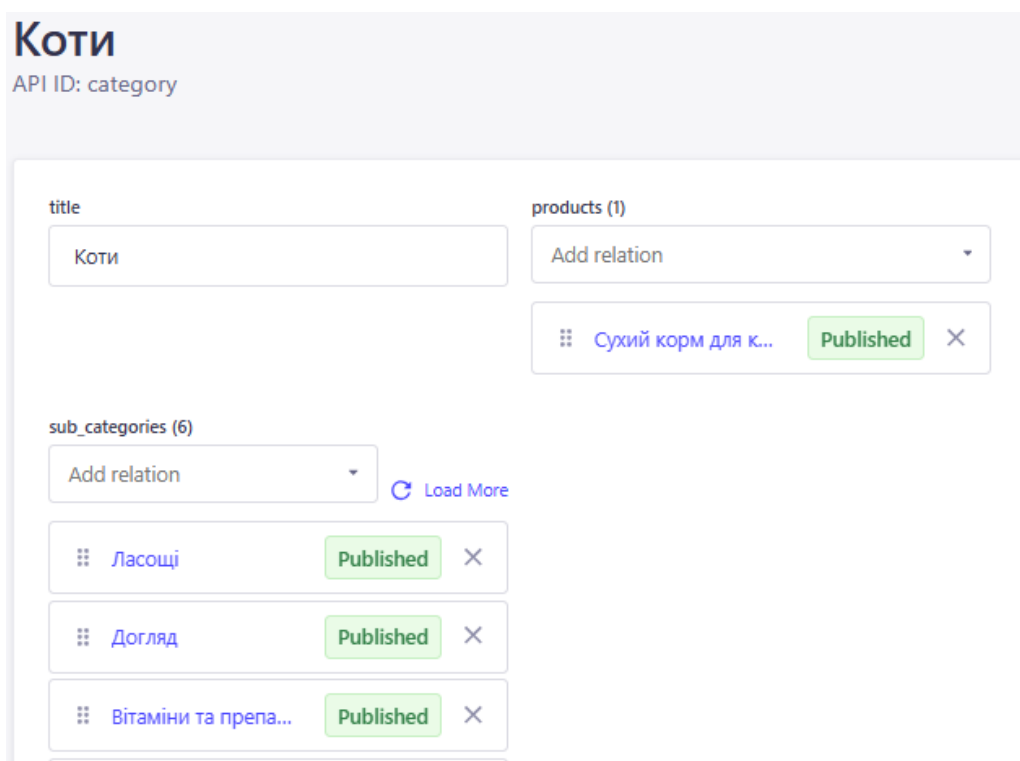 Коти
API ID: category
title
Коти
products (1)
Add relation
Сухий корм для к...
Published
sub_categories (6)
Add relation
Load More
Ласощі
Published
Догляд
Published
Вітаміни та препа...
Published